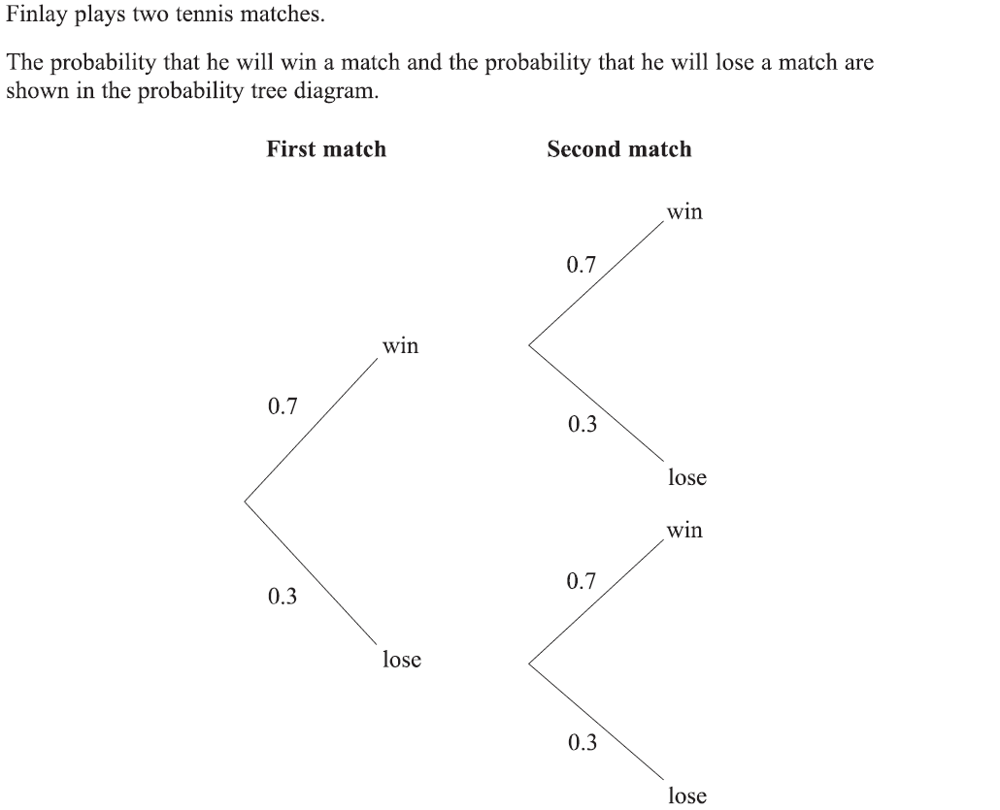 Finlay plays two tennis matches.
The probability that he will win a match and the probability that he will lose a match are
shown in the probability tree diagram.
First match Second match
win
0.7
win
0.7
0.3
lose
win
0.7
0.3
lose
0.3
lose